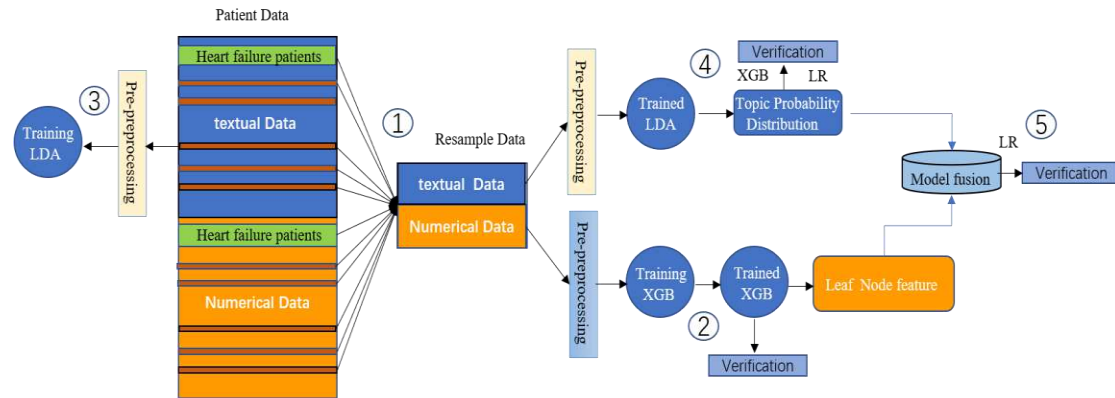 Patient Data
Heart failure patients
textual Data
Heart failure patients
Numerical Data
③
Pre-preprocessing
Training
LDA
①
Resample Data
textual Data
Numerical Data
Pre-preprocessing
Trained
LDA
④
Verification
XGB
LR
Topic Probability
Distribution
Pre-preprocessing
Training
XGB
②
Trained
XGB
Verification
Leaf Node feature
LR
⑤
Model fusion
Verification